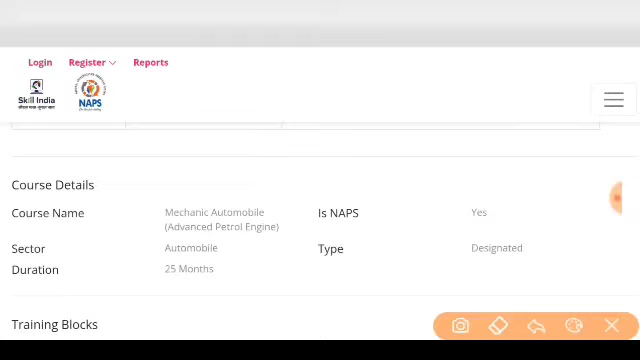 Login Register Reports
Skill India
NAPS
Course Details
Course Name Mechanic Automobile (Advanced Petrol Engine) Is NAPS Yes
Sector Automobile Type Designated
Duration 25 Months
Training Blocks